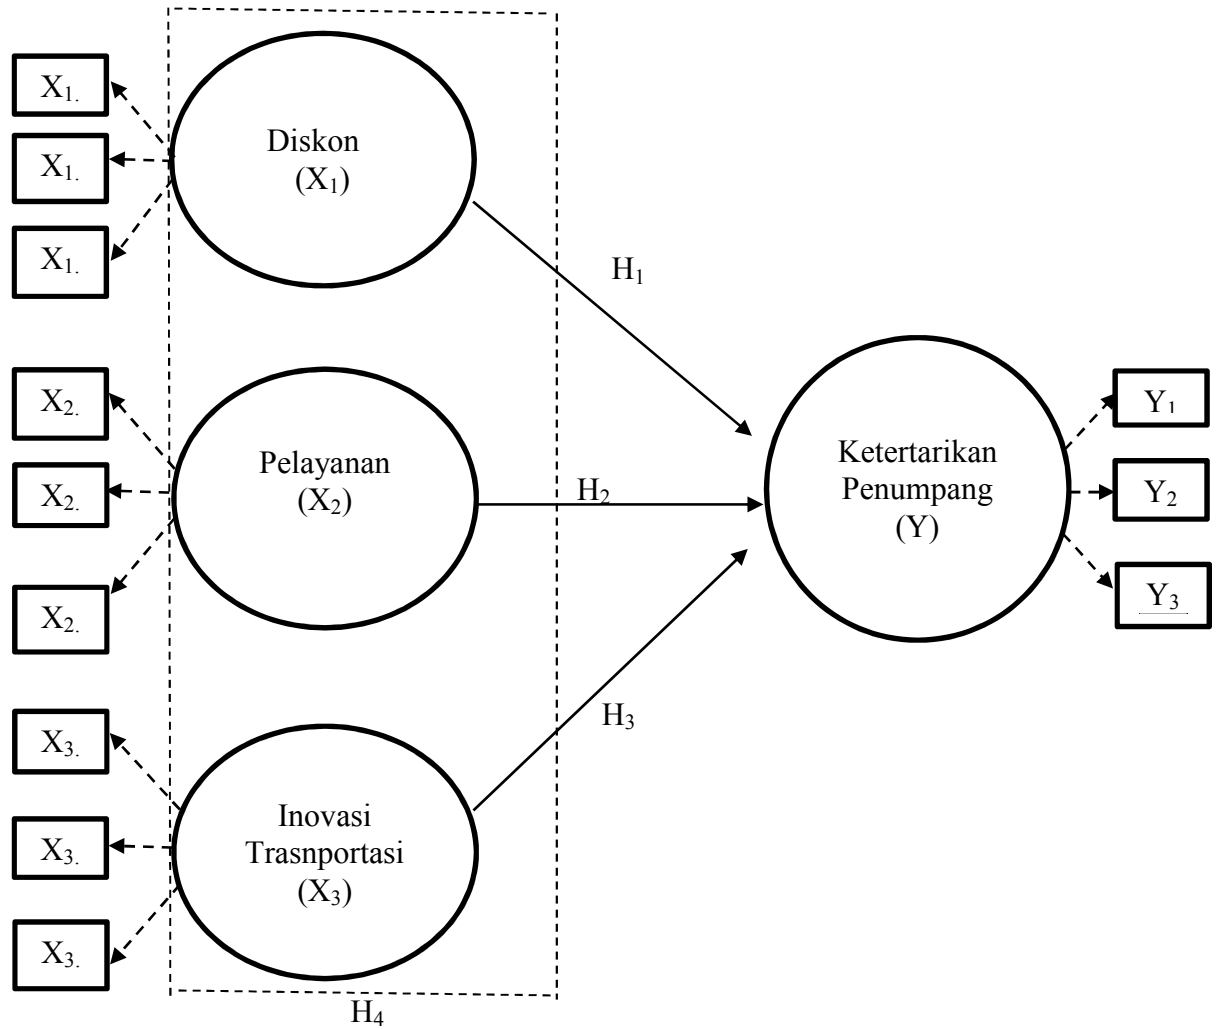 X₁.
X₁.
X₁.
Diskon
(X₁)
H₁
X₂.
X₂.
X₂.
Pelayanan
(X₂)
H₂
Ketertarikan
Penumpang
(Y)
Y₁
Y₂
Y₃
X₃.
X₃.
X₃.
Inovasi
Trasnportasi
(X₃)
H₃
H₄